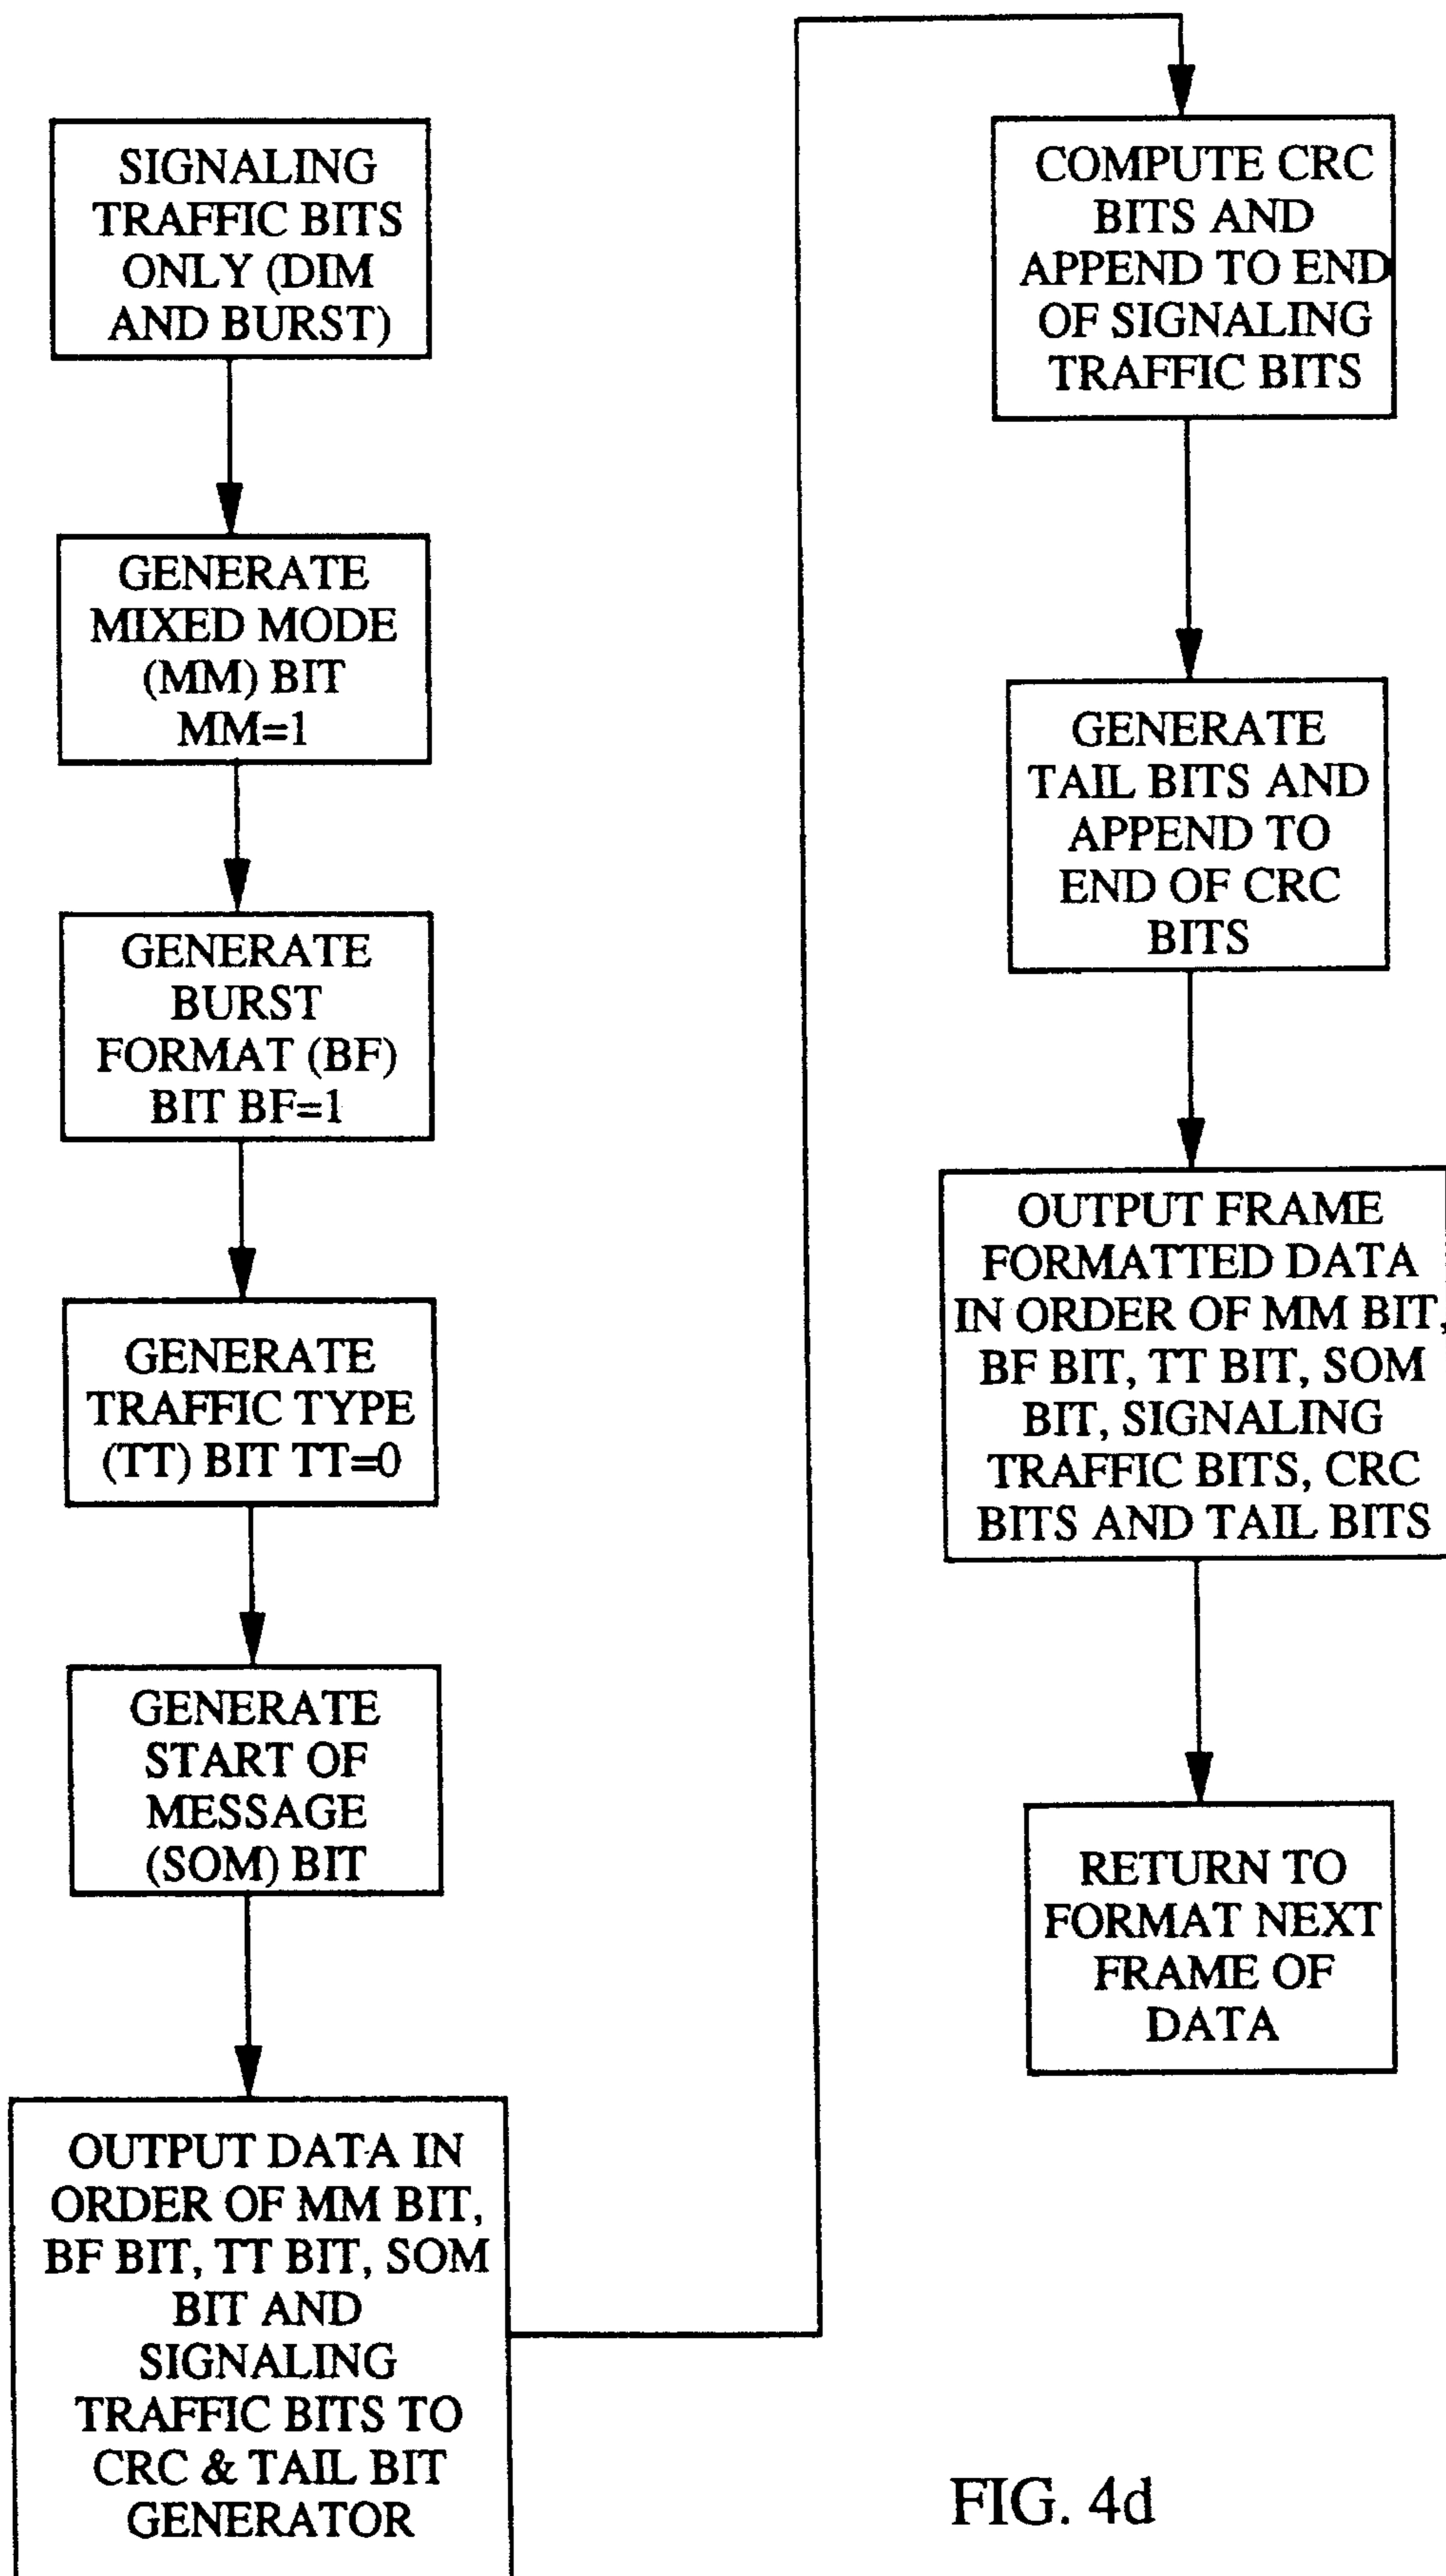 SIGNALING
TRAFFIC BITS
ONLY (DIM
AND BURST)
GENERATE
MIXED MODE
(MM) BIT
MM=1
GENERATE
BURST
FORMAT (BF)
BIT BF=1
GENERATE
TRAFFIC TYPE
(TT) BIT TT=0
GENERATE
START OF
MESSAGE
(SOM) BIT
OUTPUT DATA IN
ORDER OF MM BIT,
BF BIT, TT BIT, SOM
BIT AND
SIGNALING
TRAFFIC BITS TO
CRC & TAIL BIT
GENERATOR
COMPUTE CRC
BITS AND
APPEND TO END
OF SIGNALING
TRAFFIC BITS
GENERATE
TAIL BITS AND
APPEND TO
END OF CRC
BITS
OUTPUT FRAME
FORMATTED DATA
IN ORDER OF MM BIT,
BF BIT, TT BIT, SOM
BIT, SIGNALING
TRAFFIC BITS, CRC
BITS AND TAIL BITS
RETURN TO
FORMAT NEXT
FRAME OF
DATA
FIG. 4d